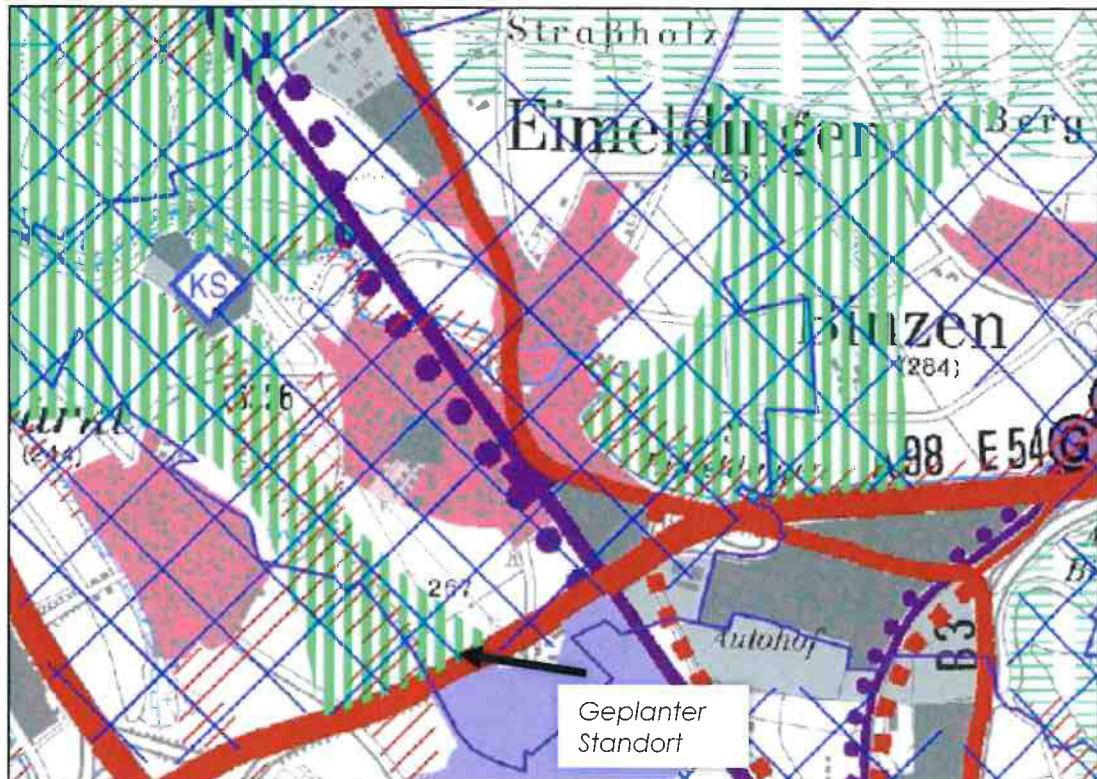 Straßholz
Eimeldingen
Berg
KS
Binzen
(284)
98 E 54
G
267
Autohof
B3
Geplanter
Standort